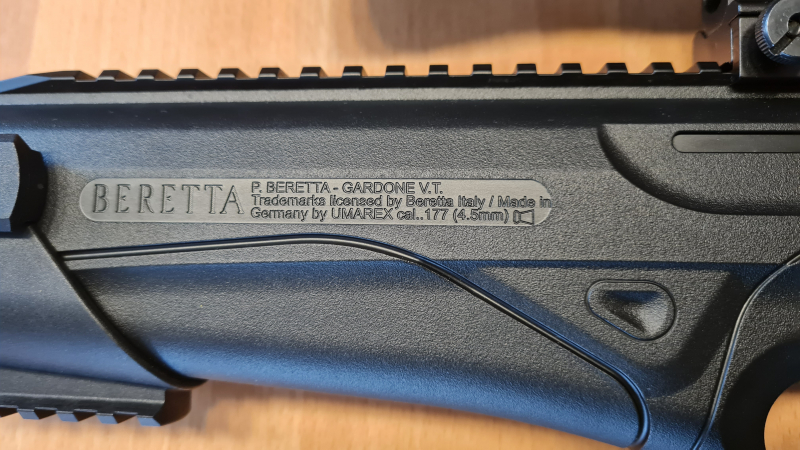 BERETTA
P. BERETTA - GARDONE V.T.
Trademarks licensed by Beretta Italy / Made in
Germany by UMAREX cal..177 (4.5mm)